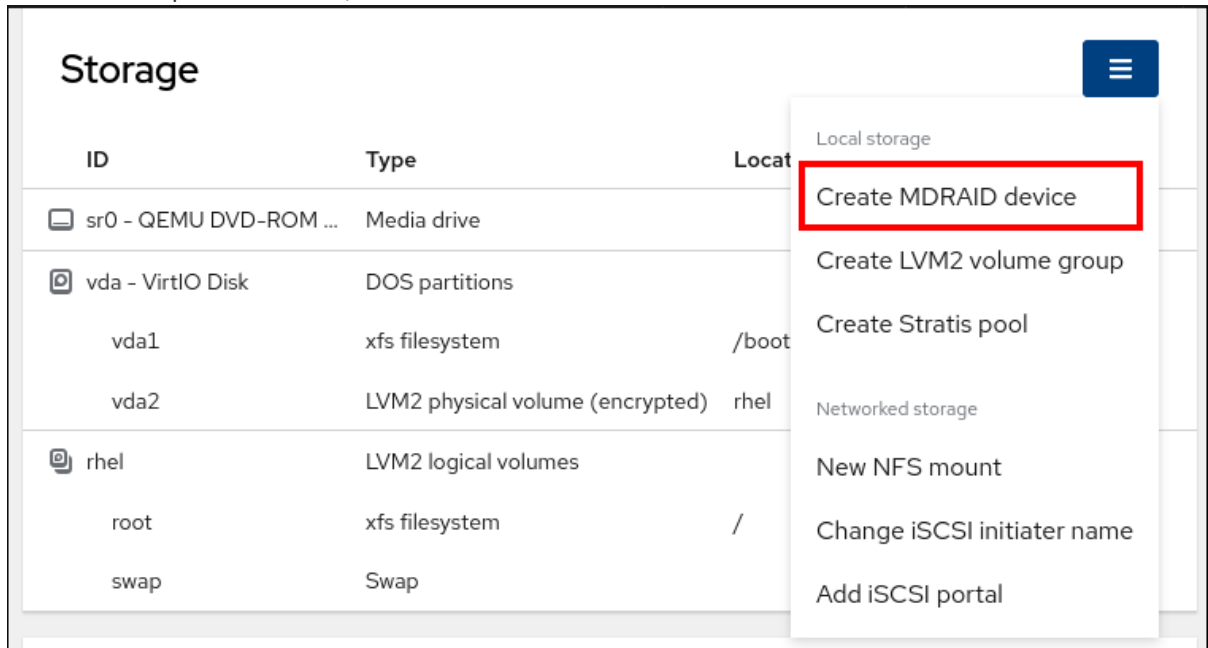 Storage
ID Type Locat
sr0 - QEMU DVD-ROM ... Media drive
vda - VirtIO Disk DOS partitions
vda1 xfs filesystem /boot
vda2 LVM2 physical volume (encrypted) rhel
rhel LVM2 logical volumes
root xfs filesystem /
swap Swap
Local storage
Create MDRAID device
Create LVM2 volume group
Create Stratis pool
Networked storage
New NFS mount
Change iSCSI initiater name
Add iSCSI portal